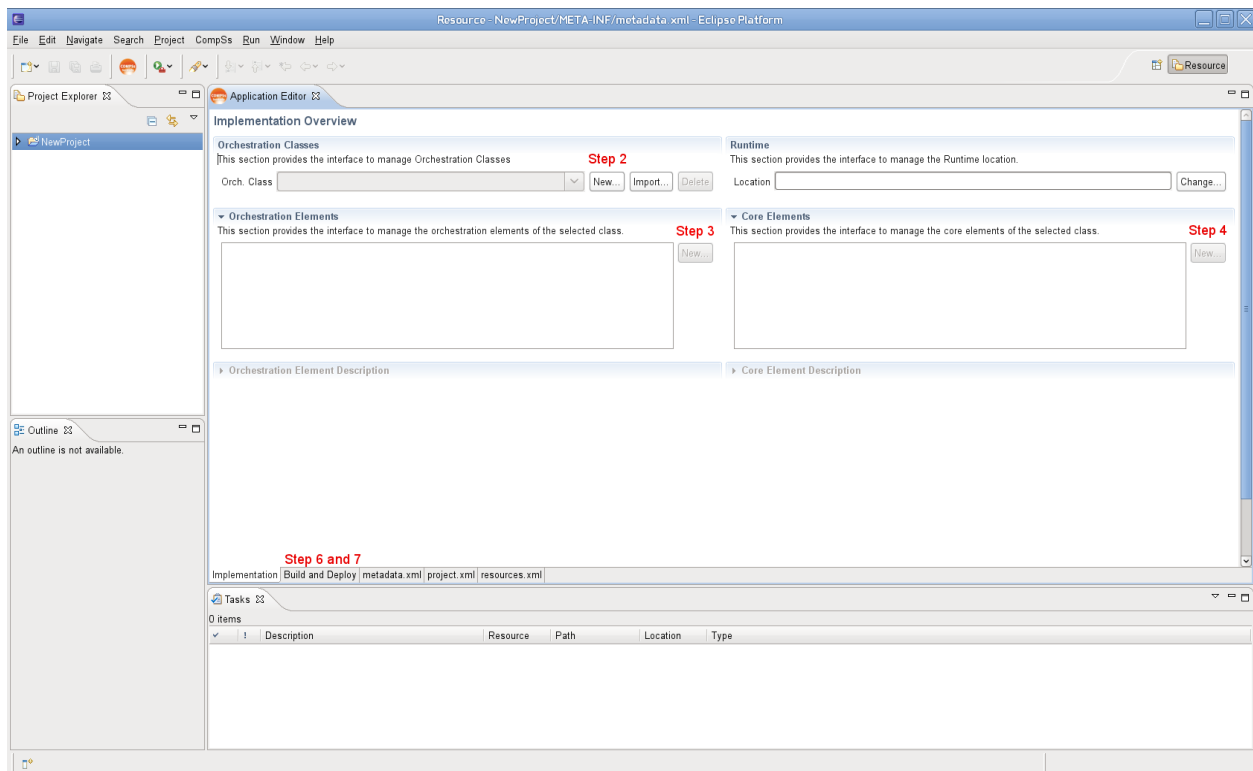 Resource - NewProject/META-INF/metadata.xml - Eclipse Platform
File Edit Navigate Search Project CompSs Run Window Help
Resource
Project Explorer
NewProject
Application Editor
Implementation Overview
Orchestration Classes
This section provides the interface to manage Orchestration Classes
Step 2
Orch. Class New... Import... Delete
Runtime
This section provides the interface to manage the Runtime location.
Location Change...
Orchestration Elements
This section provides the interface to manage the orchestration elements of the selected class.
Step 3
New...
Core Elements
This section provides the interface to manage the core elements of the selected class.
Step 4
New...
Orchestration Element Description
Core Element Description
Outline
An outline is not available.
Step 6 and 7
Implementation Build and Deploy metadata.xml project.xml resources.xml
Tasks
0 items
! Description Resource Path Location Type